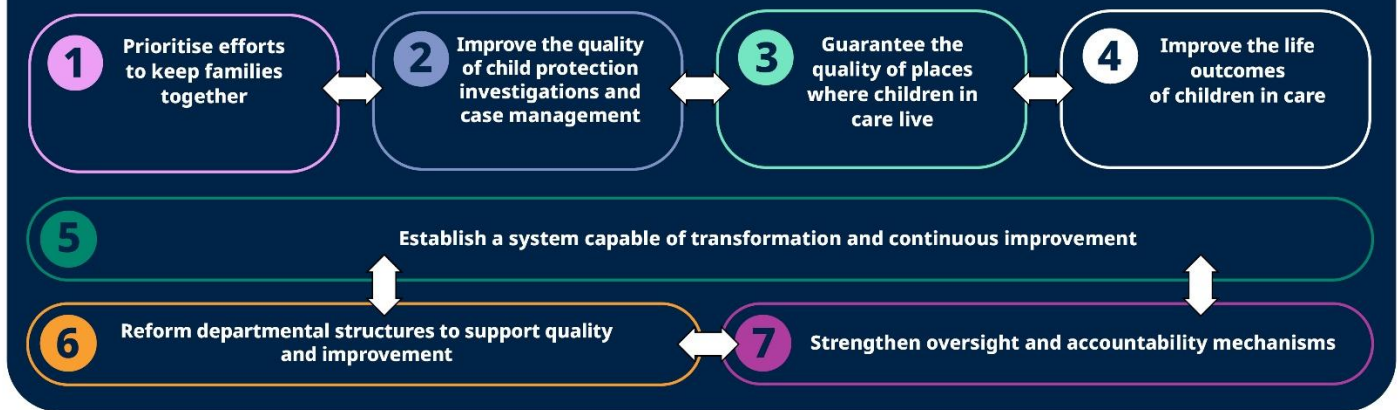 1
Prioritise efforts
to keep families
together
2
Improve the quality
of child protection
investigations and
case management
3
Guarantee the
quality of places
where children in
care live
4
Improve the life
outcomes
of children in care
5
Establish a system capable of transformation and continuous improvement
6
Reform departmental structures to support quality
and improvement
7
Strengthen oversight and accountability mechanisms